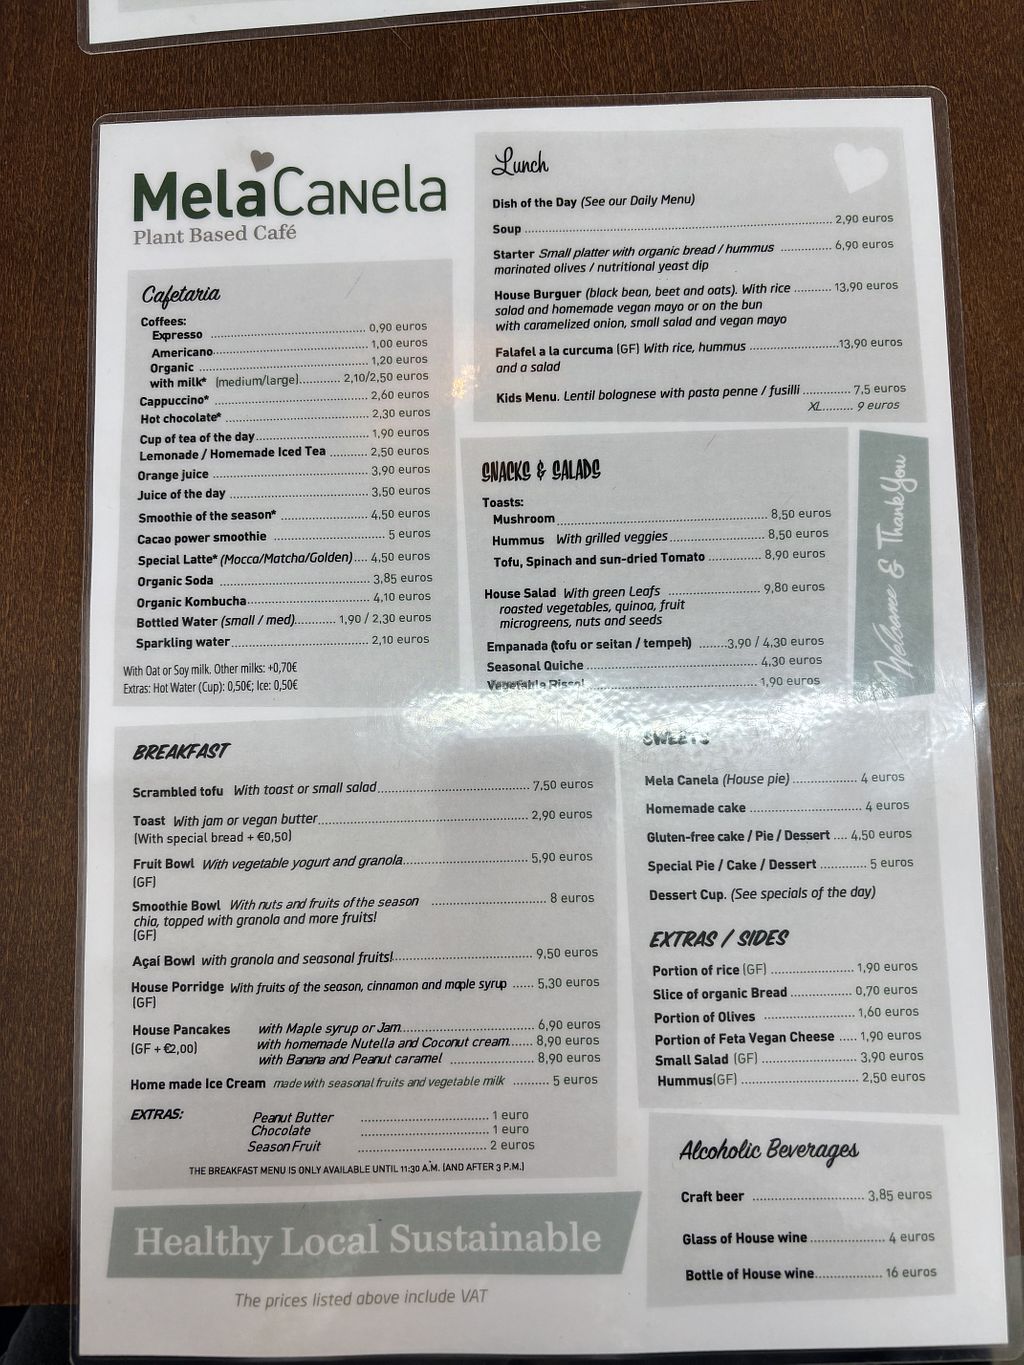 MelaCanela
Plant Based Café
Cafetaria
Coffees:
Expresso ........ 0,90 euros
Americano ........ 1,00 euros
Organic ........ 1,20 euros
with milk* (medium/large) ........ 2,10/2,50 euros
Cappuccino* ........ 2,60 euros
Hot chocolate* ........ 2,30 euros
Cup of tea of the day ........ 1,90 euros
Lemonade / Homemade Iced Tea ........ 2,50 euros
Orange juice ........ 3,90 euros
Juice of the day ........ 3,50 euros
Smoothie of the season* ........ 4,50 euros
Cacao power smoothie ........ 5 euros
Special Latte* (Mocca/Matcha/Golden) .... 4,50 euros
Organic Soda ........ 3,85 euros
Organic Kombucha ........ 4,10 euros
Bottled Water (small / med) ........ 1,90 / 2,30 euros
Sparkling water ........ 2,10 euros
With Oat or Soy milk. Other milks: +0,70€
Extras: Hot Water (Cup): 0,50€; Ice: 0,50€
Lunch
Dish of the Day (See our Daily Menu)
Soup ........ 2,90 euros
Starter Small platter with organic bread / hummus ........ 6,90 euros
marinated olives / nutritional yeast dip
House Burguer (black bean, beet and oats). With rice ........ 13,90 euros
salad and homemade vegan mayo or on the bun
with caramelized onion, small salad and vegan mayo
Falafel a la curcuma (GF) With rice, hummus ........ 13,90 euros
and a salad
Kids Menu. Lentil bolognese with pasta penne / fusilli ........ 7,5 euros
XL ........ 9 euros
SNACKS & SALADS
Toasts:
Mushroom ........ 8,50 euros
Hummus With grilled veggies ........ 8,50 euros
Tofu, Spinach and sun-dried Tomato ........ 8,90 euros
House Salad With green Leafs ........ 9,80 euros
roasted vegetables, quinoa, fruit
microgreens, nuts and seeds
Empanada (tofu or seitan / tempeh) ........ 3,90 / 4,30 euros
Seasonal Quiche ........ 4,30 euros
Vegetable Rissol ........ 1,90 euros
Welcome & Thank You
BREAKFAST
Scrambled tofu With toast or small salad ........ 7,50 euros
Toast With jam or vegan butter ........ 2,90 euros
(With special bread + €0,50)
Fruit Bowl With vegetable yogurt and granola ........ 5,90 euros
(GF)
Smoothie Bowl With nuts and fruits of the season ........ 8 euros
chia, topped with granola and more fruits!
(GF)
Açaí Bowl with granola and seasonal fruits! ........ 9,50 euros
House Porridge With fruits of the season, cinnamon and maple syrup ...... 5,30 euros
(GF)
House Pancakes with Maple syrup or Jam ........ 6,90 euros
(GF + €2,00) with homemade Nutella and Coconut cream ...... 8,90 euros
with Banana and Peanut caramel ........ 8,90 euros
Home made Ice Cream made with seasonal fruits and vegetable milk ........ 5 euros
EXTRAS: Peanut Butter ........ 1 euro
Chocolate ........ 1 euro
Season Fruit ........ 2 euros
THE BREAKFAST MENU IS ONLY AVAILABLE UNTIL 11:30 A.M. (AND AFTER 3 P.M.)
SWEETS
Mela Canela (House pie) ........ 4 euros
Homemade cake ........ 4 euros
Gluten-free cake / Pie / Dessert .... 4,50 euros
Special Pie / Cake / Dessert ........ 5 euros
Dessert Cup. (See specials of the day)
EXTRAS / SIDES
Portion of rice (GF) ........ 1,90 euros
Slice of organic Bread ........ 0,70 euros
Portion of Olives ........ 1,60 euros
Portion of Feta Vegan Cheese ..... 1,90 euros
Small Salad (GF) ........ 3,90 euros
Hummus(GF) ........ 2,50 euros
Alcoholic Beverages
Craft beer ........ 3,85 euros
Glass of House wine ........ 4 euros
Bottle of House wine ........ 16 euros
Healthy Local Sustainable
The prices listed above include VAT